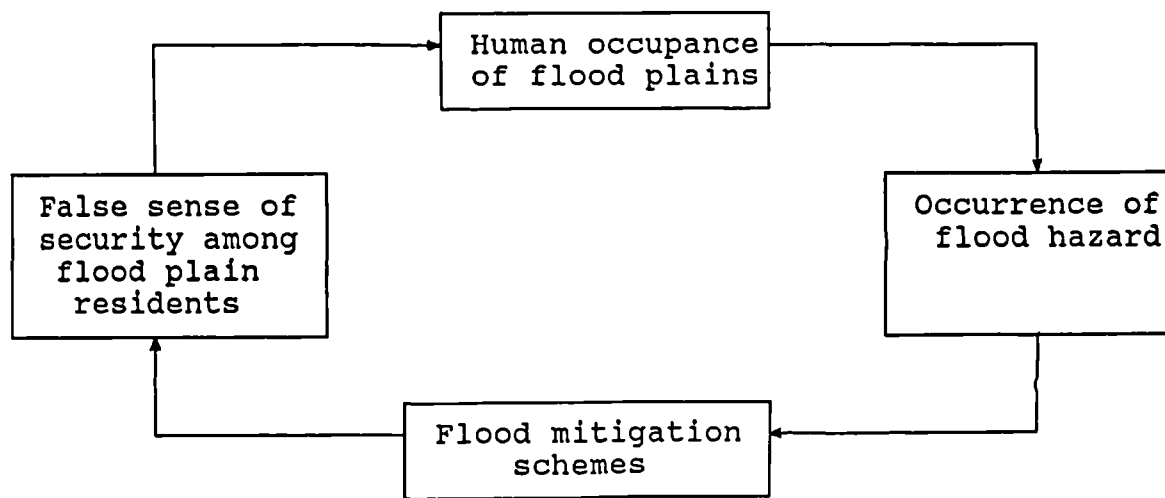 Human occupance
of flood plains
False sense of
security among
flood plain
residents
Occurrence of
flood hazard
Flood mitigation
schemes